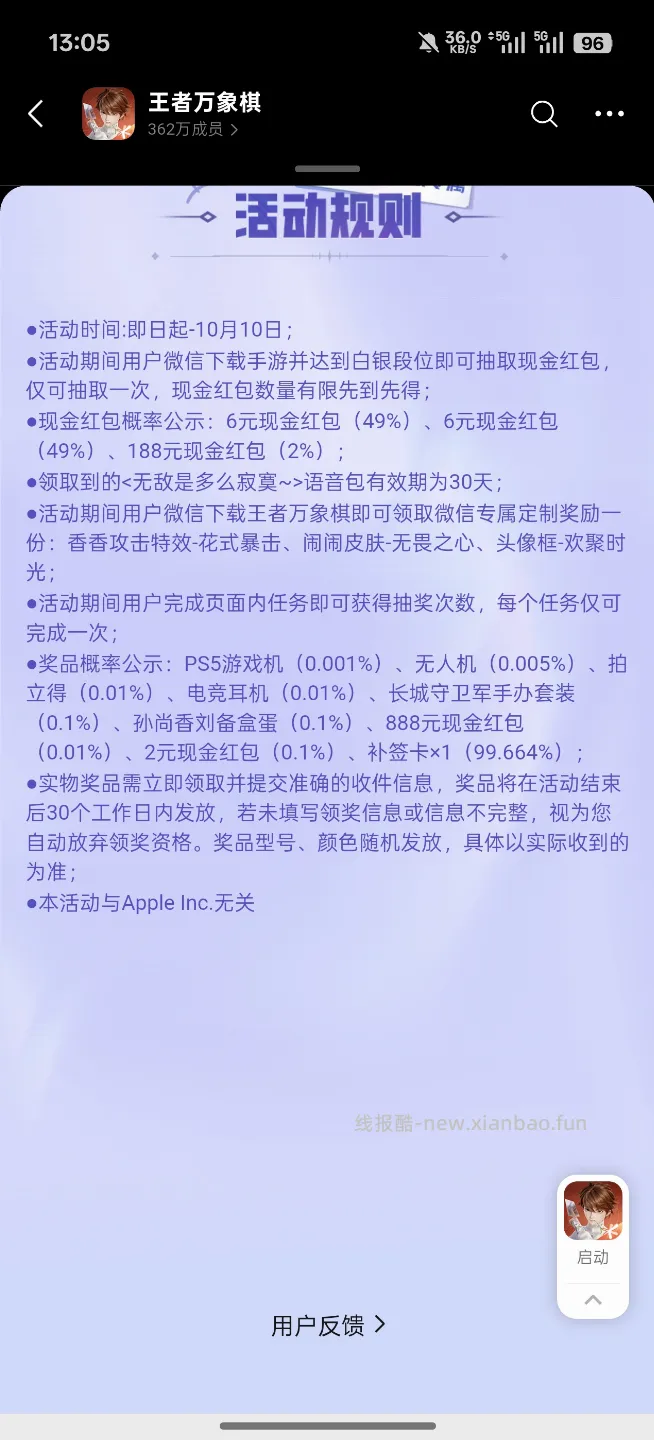 13:05
36.0
KB/S
5G
5G
96
王者万象棋
362万成员
活动规则
●活动时间:即日起-10月10日；
●活动期间用户微信下载手游并达到白银段位即可抽取现金红包，
仅可抽取一次，现金红包数量有限先到先得；
●现金红包概率公示：6元现金红包（49%）、6元现金红包
（49%）、188元现金红包（2%）；
●领取到的<无敌是多么寂寞~>语音包有效期为30天；
●活动期间用户微信下载王者万象棋即可领取微信专属定制奖励一
份：香香攻击特效-花式暴击、闹闹皮肤-无畏之心、头像框-欢聚时
光；
●活动期间用户完成页面内任务即可获得抽奖次数，每个任务仅可
完成一次；
●奖品概率公示：PS5游戏机（0.001%）、无人机（0.005%）、拍
立得（0.01%）、电竞耳机（0.01%）、长城守卫军手办套装
（0.1%）、孙尚香刘备盒蛋（0.1%）、888元现金红包
（0.01%）、2元现金红包（0.1%）、补签卡×1（99.664%）；
●实物奖品需立即领取并提交准确的收件信息，奖品将在活动结束
后30个工作日内发放，若未填写领奖信息或信息不完整，视为您
自动放弃领奖资格。奖品型号、颜色随机发放，具体以实际收到的
为准；
●本活动与Apple Inc.无关
线报酷-new.xianbao.fun
启动
用户反馈